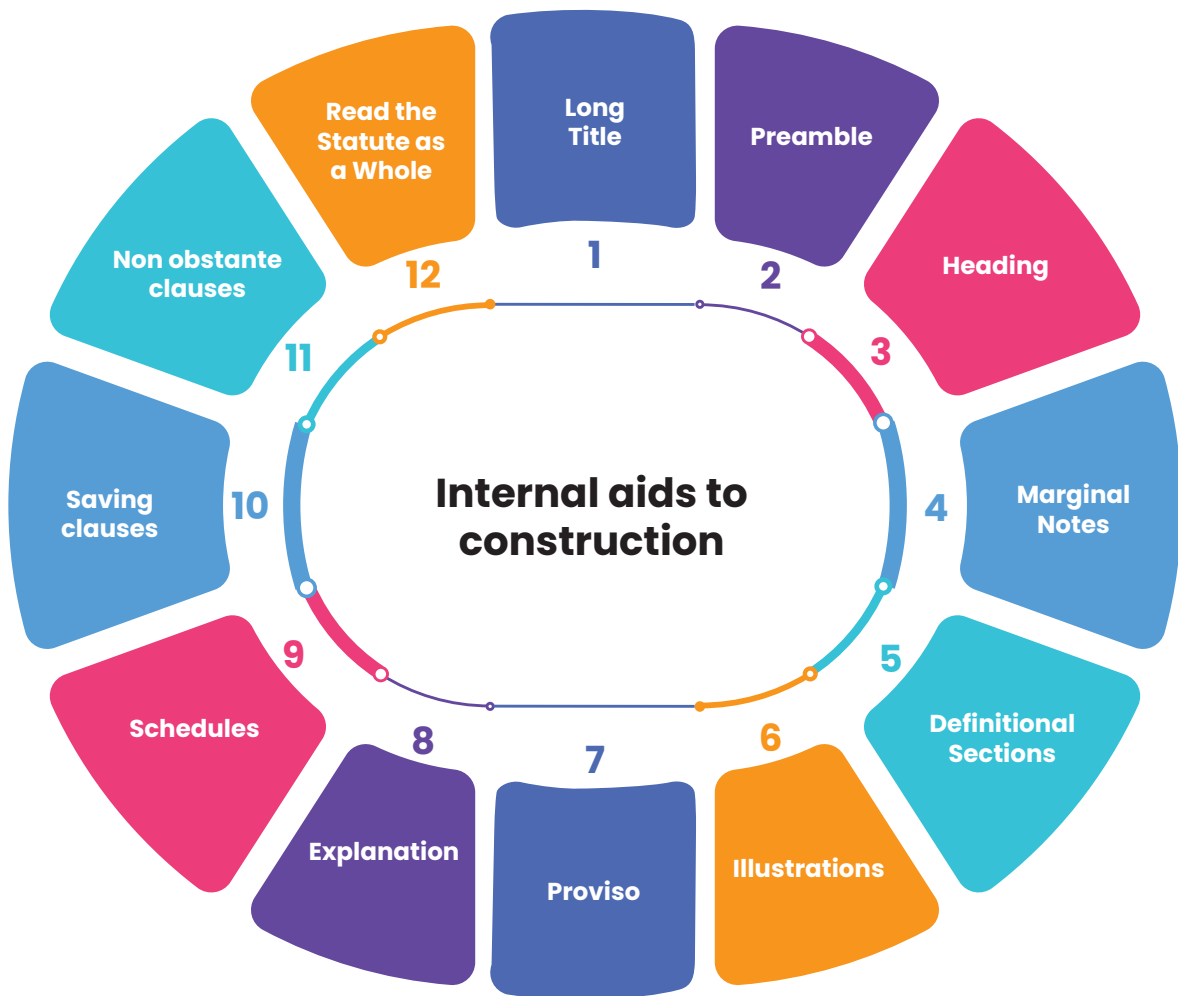 Internal aids to
construction
Long
Title
1
Preamble
2
Heading
3
Marginal
Notes
4
Definitional
Sections
5
Illustrations
6
Proviso
7
Explanation
8
Schedules
9
Saving
clauses
10
Non obstante
clauses
11
Read the
Statute as
a Whole
12